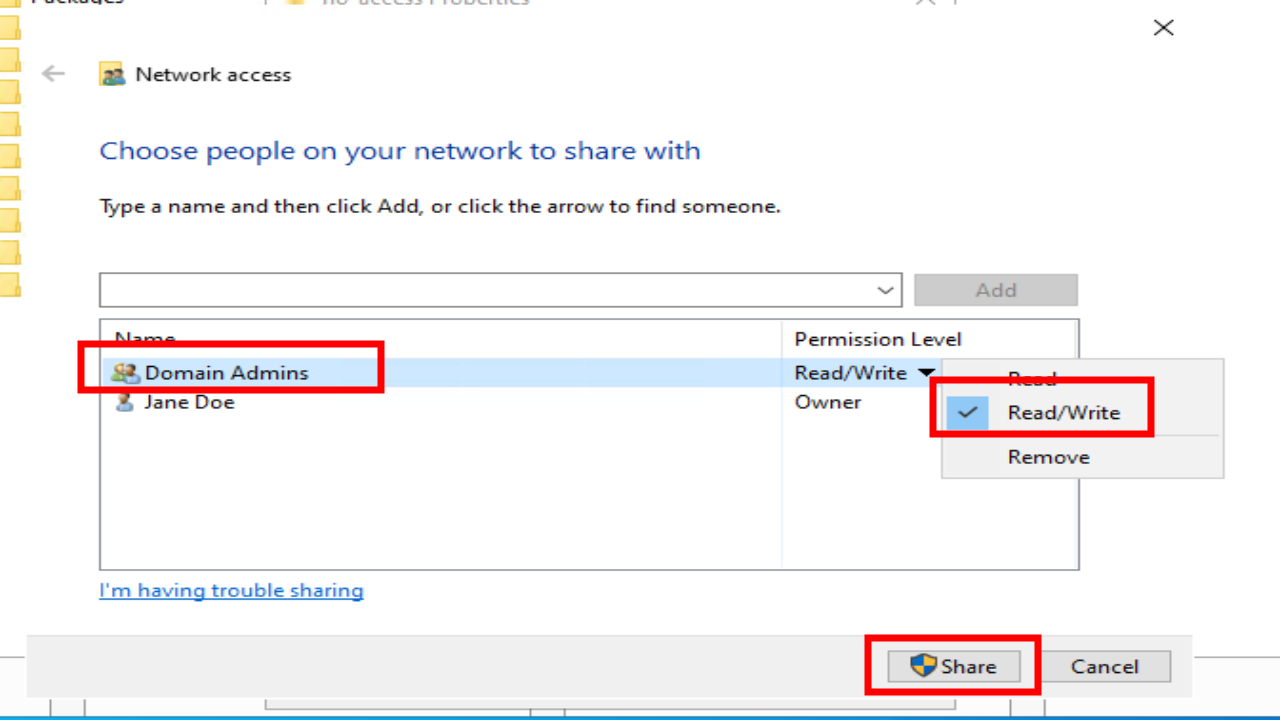 Packages
no-access Properties
Network access
Choose people on your network to share with
Type a name and then click Add, or click the arrow to find someone.
Add
Name Permission Level
Domain Admins Read/Write
Jane Doe Owner
Read
Read/Write
Remove
I'm having trouble sharing
Share Cancel